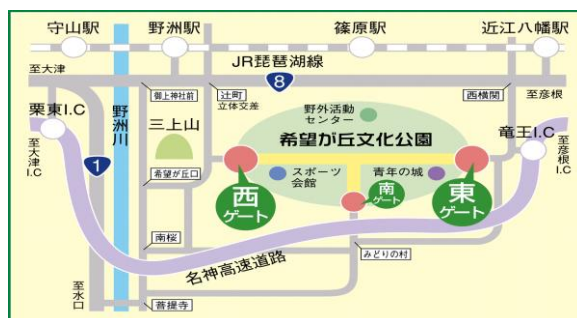 守山駅
野洲駅
篠原駅
近江八幡駅
JR琵琶湖線
至大津
8
御上神社前
辻町
立体交差
西横関
至彦根
栗東I.C
野洲川
三上山
野外活動
センター
希望が丘文化公園
竜王I.C
至大津I.C
1
希望が丘口
西
ゲート
スポーツ
会館
青年の城
南
ゲート
東
ゲート
至彦根I.C
南桜
名神高速道路
みどりの村
至水口
菩提寺